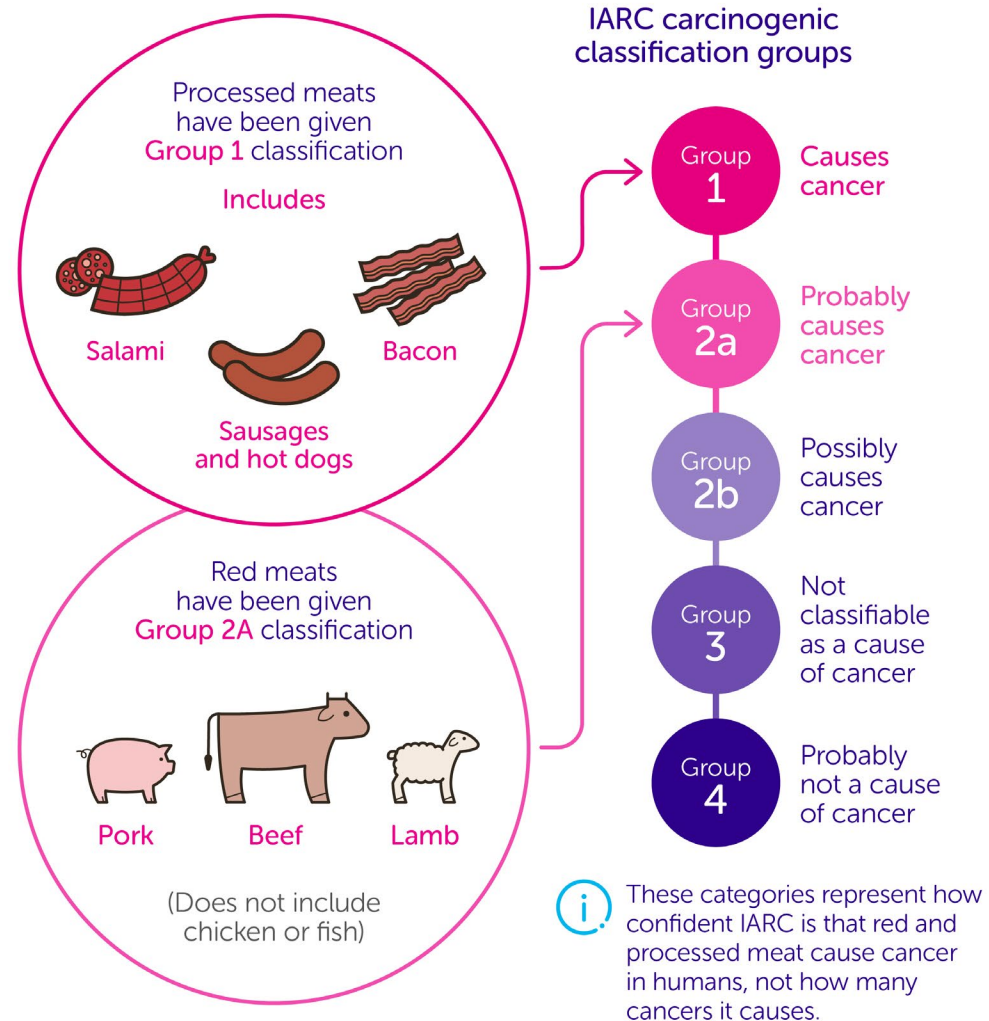 IARC carcinogenic
classification groups
Processed meats
have been given
Group 1 classification
Includes
Salami
Bacon
Sausages
and hot dogs
Red meats
have been given
Group 2A classification
Pork
Beef
Lamb
(Does not include
chicken or fish)
Group
1
Causes
cancer
Group
2a
Probably
causes
cancer
Group
2b
Possibly
causes
cancer
Group
3
Not
classifiable
as a cause
of cancer
Group
4
Probably
not a cause
of cancer
i
These categories represent how
confident IARC is that red and
processed meat cause cancer
in humans, not how many
cancers it causes.